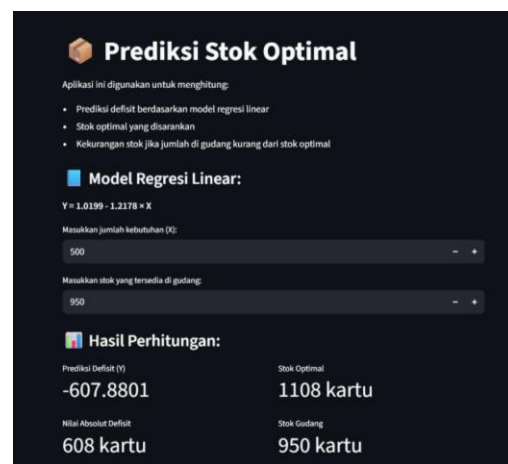 Prediksi Stok Optimal
Aplikasi ini digunakan untuk menghitung:
• Prediksi defisit berdasarkan model regresi linear
• Stok optimal yang disarankan
• Kekurangan stok jika jumlah di gudang kurang dari stok optimal
Model Regresi Linear:
Y = 1.0199 - 1.2178 × X
Masukkan jumlah kebutuhan (X):
500 − +
Masukkan stok yang tersedia di gudang:
950 − +
Hasil Perhitungan:
Prediksi Defisit (Y) Stok Optimal
-607.8801 1108 kartu
Nilai Absolut Defisit Stok Gudang
608 kartu 950 kartu